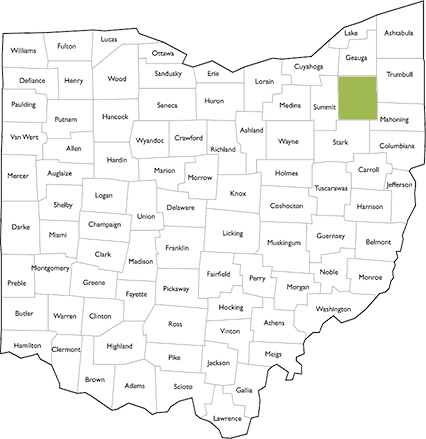 Lake
Ashtabula
Lucas
Fulton
Williams
Ottawa
Geauga
Cuyahoga
Trumbull
Wood
Sandusky
Erie
Lorain
Defiance
Henry
Paulding
Seneca
Huron
Medina
Summit
Hancock
Putnam
Mahoning
Van Wert
Wyandot
Crawford
Ashland
Wayne
Stark
Columbiana
Allen
Richland
Hardin
Mercer
Auglaize
Marion
Morrow
Holmes
Carroll
Jefferson
Tuscarawas
Logan
Knox
Shelby
Union
Delaware
Coshocton
Harrison
Darke
Miami
Champaign
Licking
Guernsey
Franklin
Muskingum
Belmont
Clark
Madison
Montgomery
Fairfield
Noble
Preble
Greene
Perry
Monroe
Fayette
Pickaway
Morgan
Hocking
Washington
Butler
Warren
Clinton
Ross
Athens
Vinton
Hamilton
Clermont
Highland
Pike
Jackson
Meigs
Brown
Adams
Scioto
Gallia
Lawrence